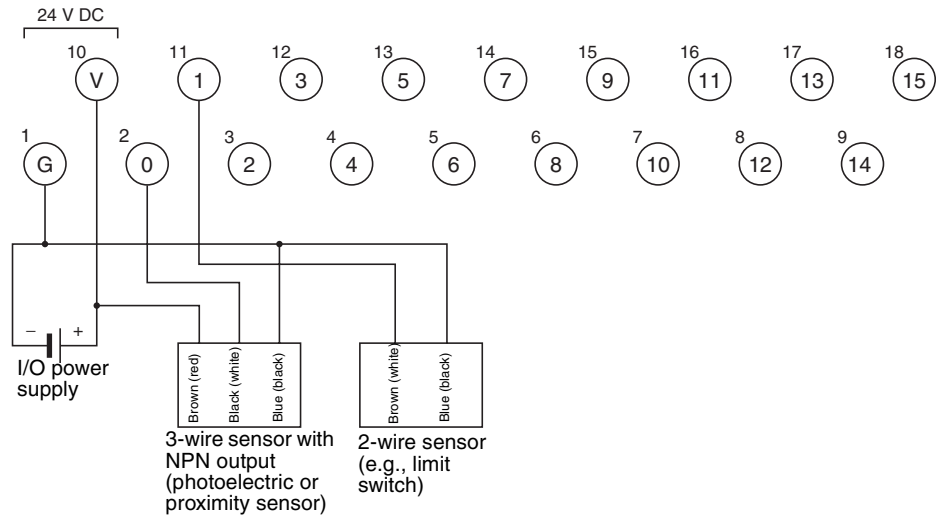 24 V DC
10 11 12 13 14 15 16 17 18
V 1 3 5 7 9 11 13 15
1 2 3 4 5 6 7 8 9
G 0 2 4 6 8 10 12 14
− +
I/O power
supply
Brown (red)
Black (white)
Blue (black)
Brown (white)
Blue (black)
3-wire sensor with
NPN output
(photoelectric or
proximity sensor)
2-wire sensor
(e.g., limit
switch)